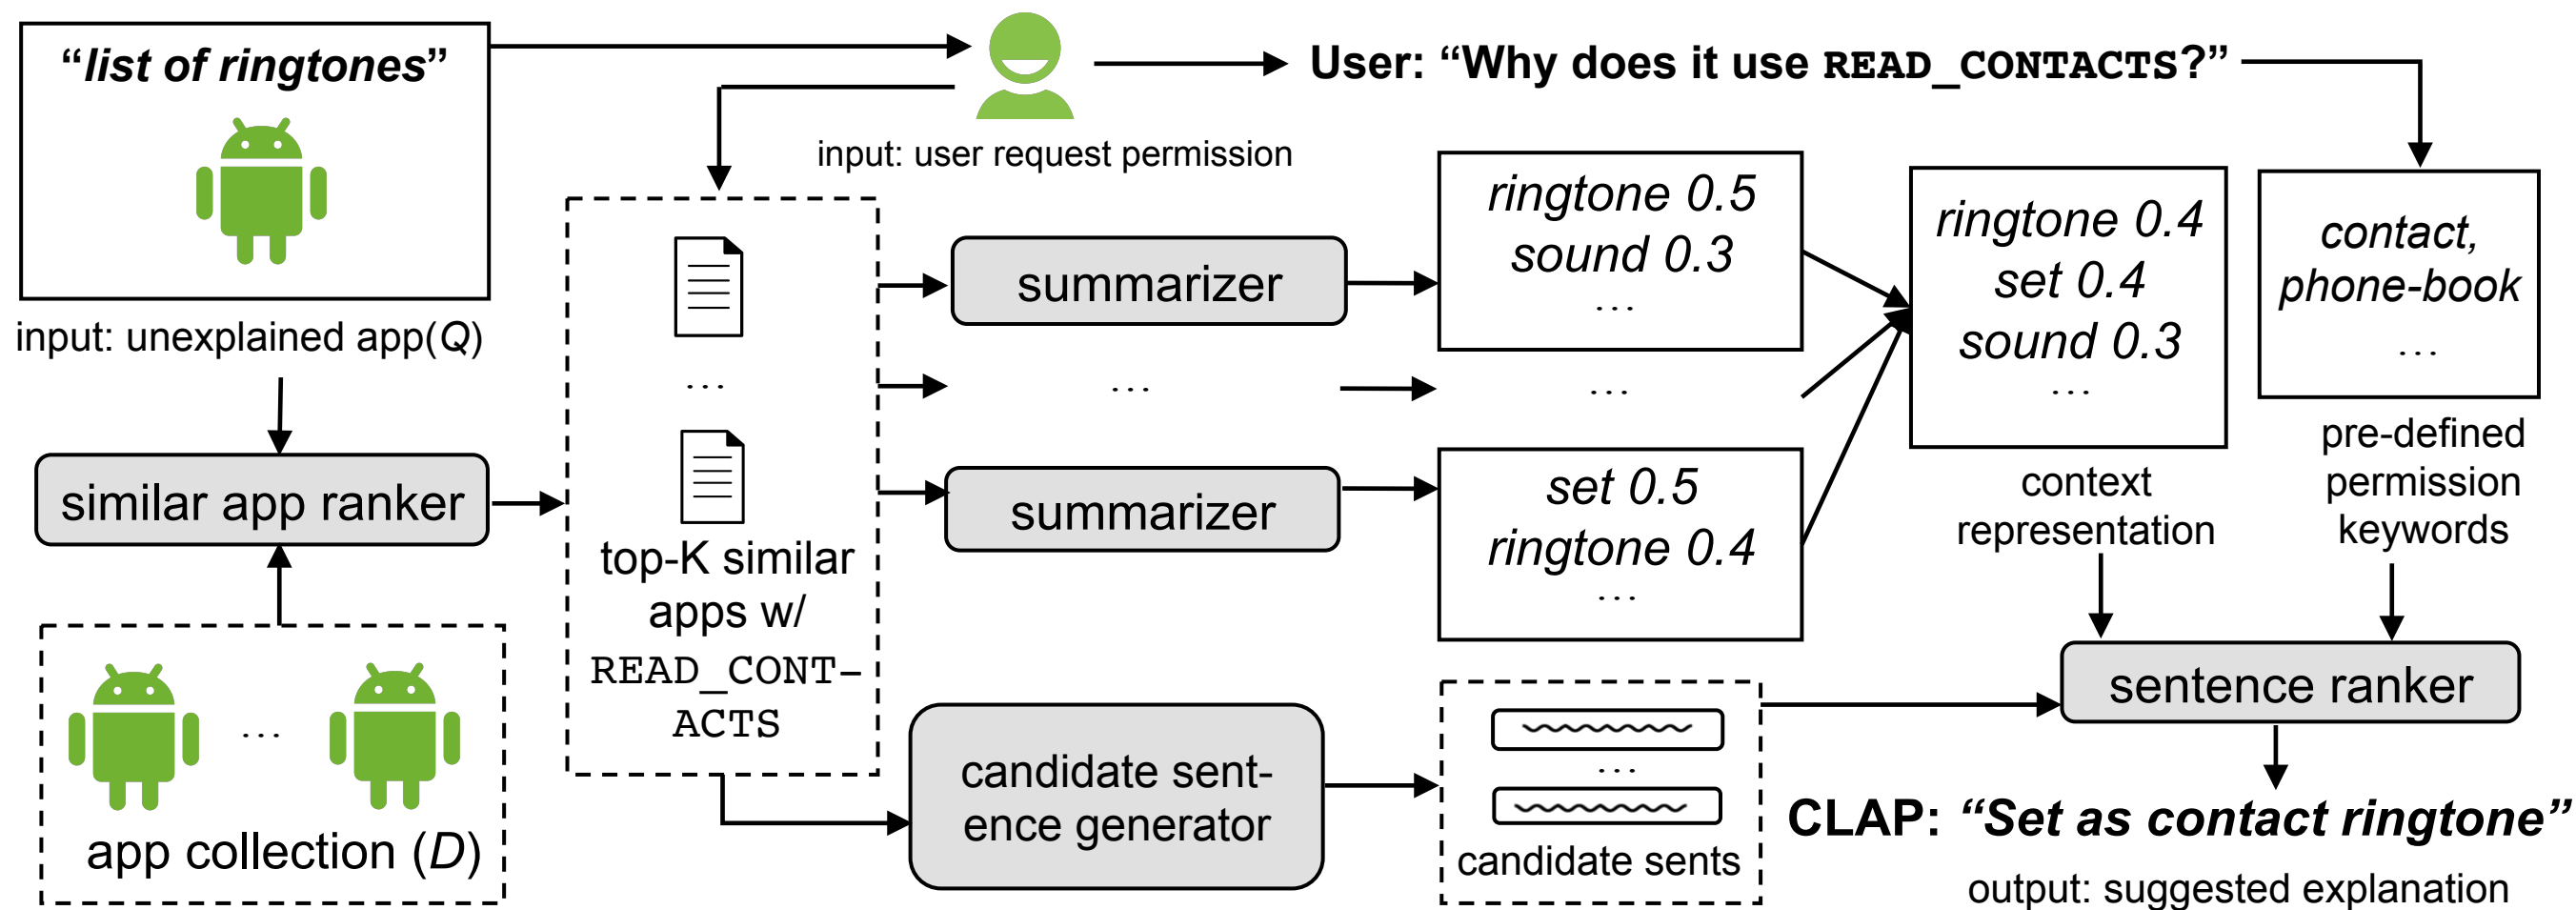 “list of ringtones”
input: unexplained app(Q)
similar app ranker
...
app collection (D)
input: user request permission
User: “Why does it use READ_CONTACTS?”
...
top-K similar
apps w/
READ_CONT-
ACTS
summarizer
...
summarizer
candidate sent-
ence generator
ringtone 0.5
sound 0.3
...
...
set 0.5
ringtone 0.4
...
...
candidate sents
ringtone 0.4
set 0.4
sound 0.3
...
context
representation
contact,
phone-book
...
pre-defined
permission
keywords
sentence ranker
CLAP: “Set as contact ringtone”
output: suggested explanation